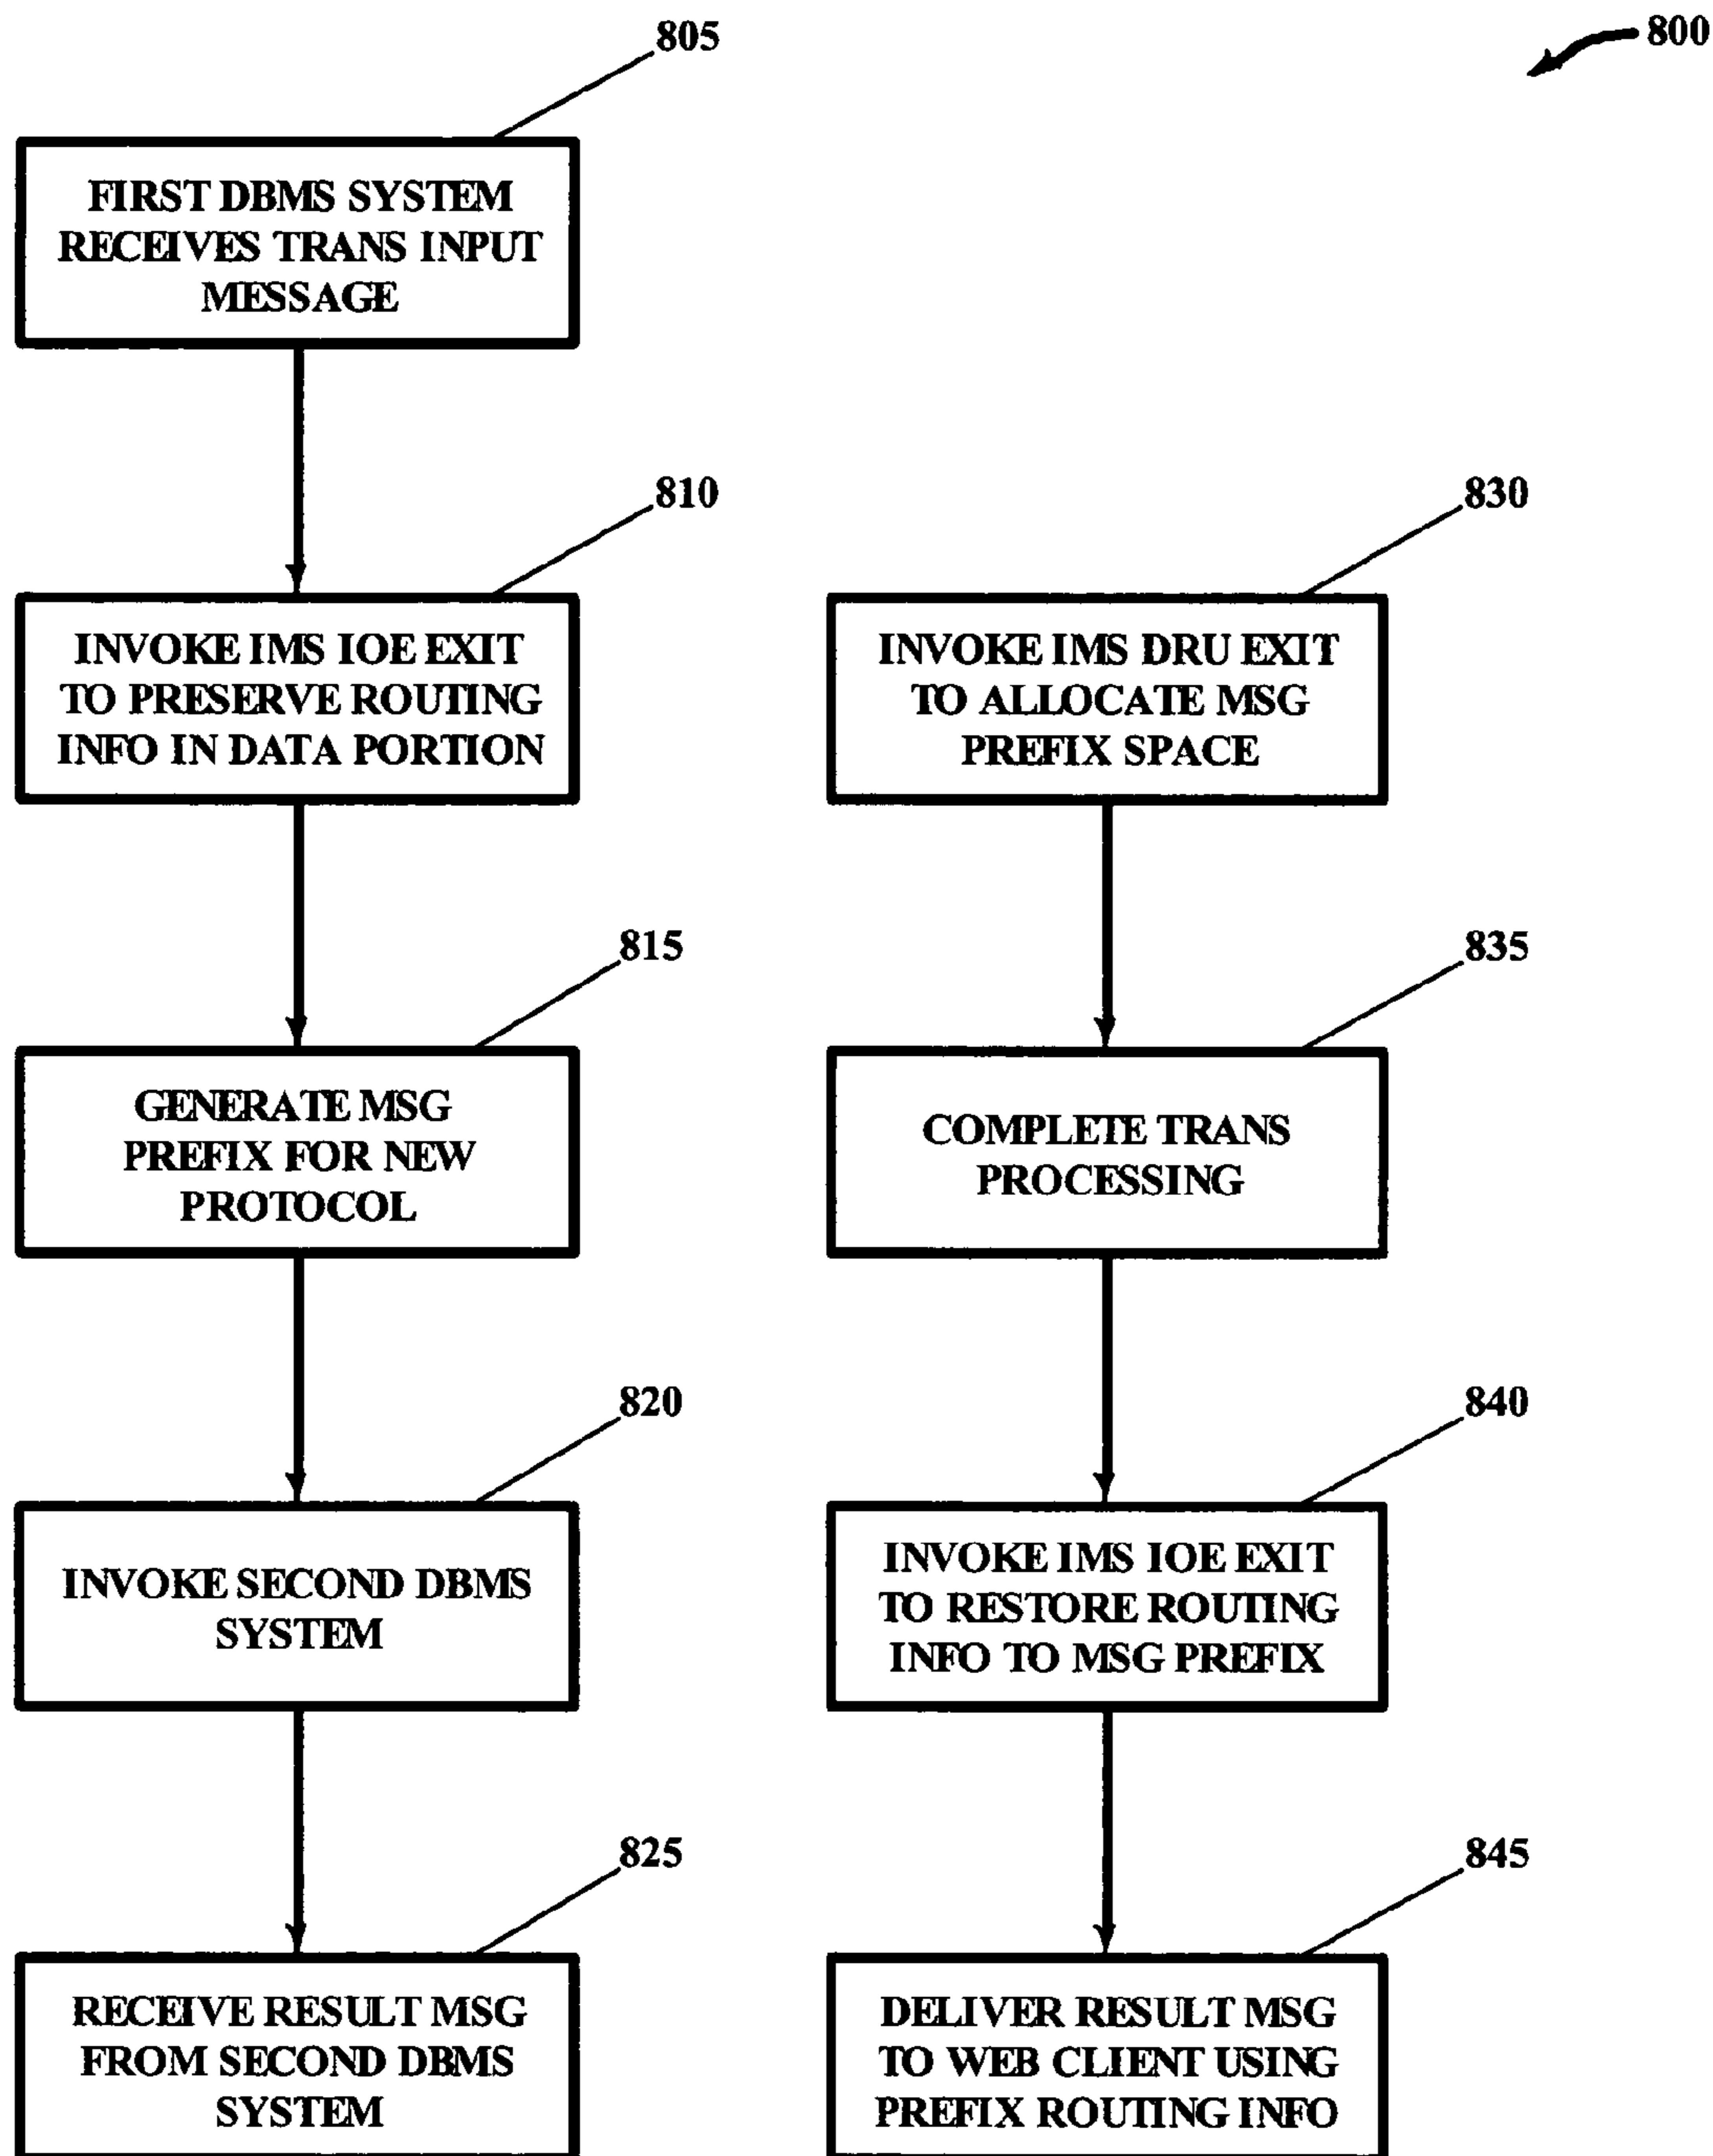 800
805
FIRST DBMS SYSTEM
RECEIVES TRANS INPUT
MESSAGE
810
INVOKE IMS IOE EXIT
TO PRESERVE ROUTING
INFO IN DATA PORTION
815
GENERATE MSG
PREFIX FOR NEW
PROTOCOL
820
INVOKE SECOND DBMS
SYSTEM
825
RECEIVE RESULT MSG
FROM SECOND DBMS
SYSTEM
830
INVOKE IMS DRU EXIT
TO ALLOCATE MSG
PREFIX SPACE
835
COMPLETE TRANS
PROCESSING
840
INVOKE IMS IOE EXIT
TO RESTORE ROUTING
INFO TO MSG PREFIX
845
DELIVER RESULT MSG
TO WEB CLIENT USING
PREFIX ROUTING INFO